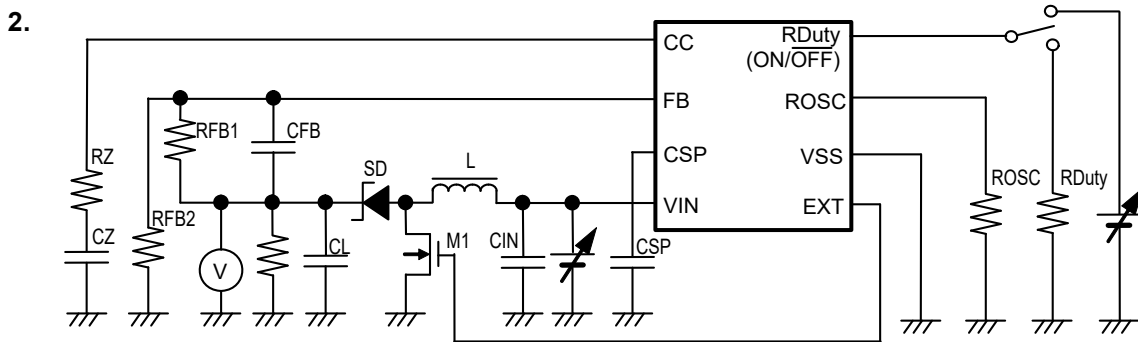 2.
CC
RDuty
(ON/OFF)
FB
ROSC
CSP
VSS
VIN
EXT
RFB1
CFB
RZ
SD
L
ROSC
RDuty
CZ
RFB2
V
CL
M1
CIN
CSP